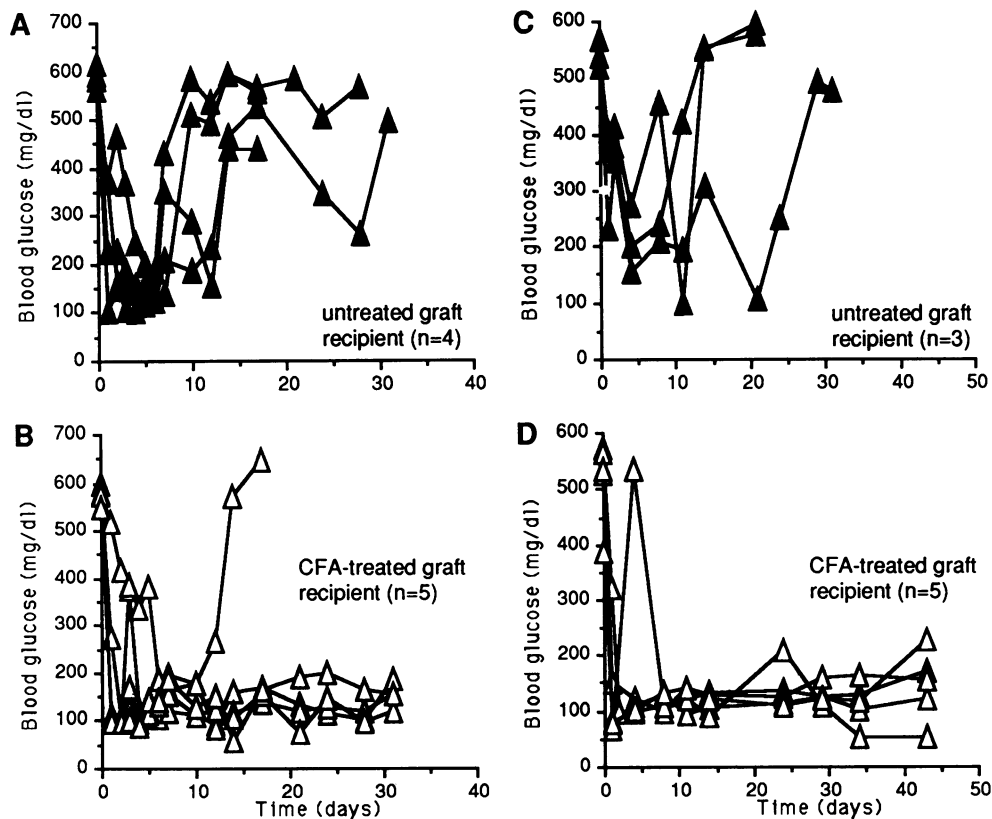 A
Blood glucose (mg/dl)
700
600
500
400
300
200
100
0
0 10 20 30 40
untreated graft
recipient (n=4)
C
Blood glucose (mg/dl)
600
500
400
300
200
100
0
0 10 20 30 40 50
untreated graft
recipient (n=3)
B
Blood glucose (mg/dl)
700
600
500
400
300
200
100
0
0 10 20 30 40
Time (days)
CFA-treated graft
recipient (n=5)
D
Blood glucose (mg/dl)
600
500
400
300
200
100
0
0 10 20 30 40 50
Time (days)
CFA-treated graft
recipient (n=5)